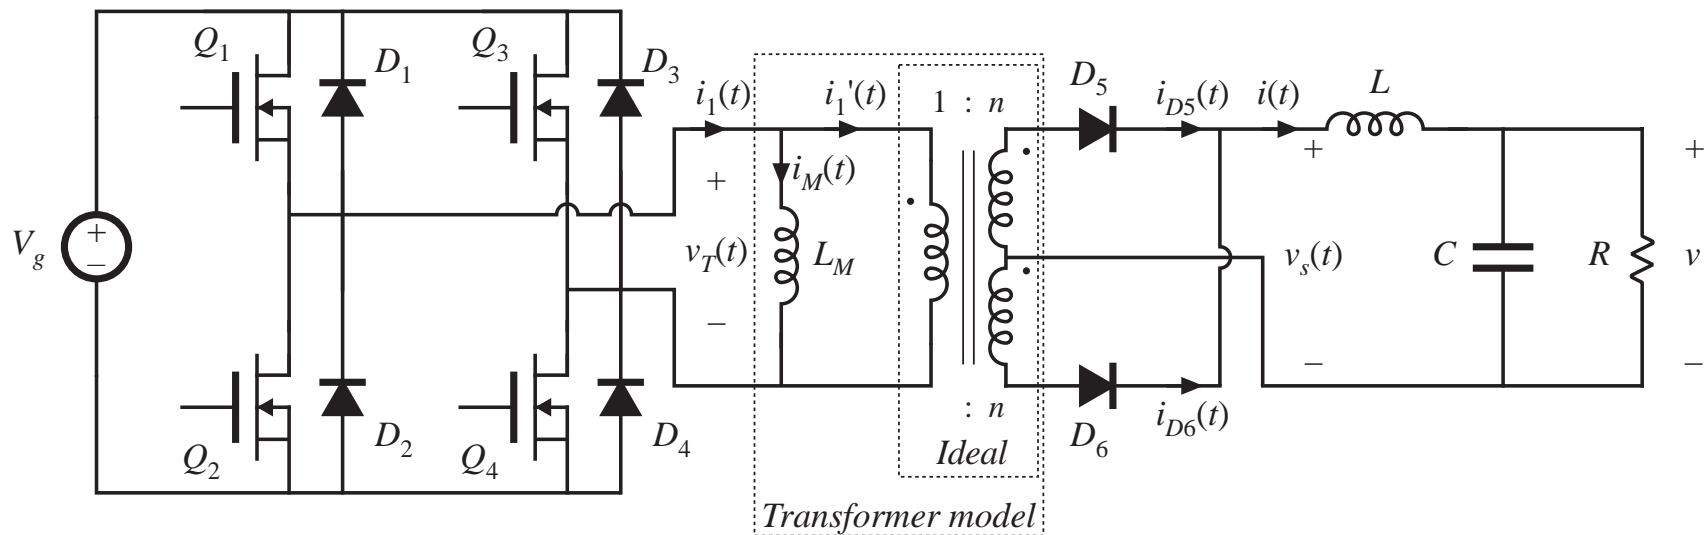 Q1
D1
Q3
D3
i1(t)
i1'(t)
1 : n
D5
iD5(t)
i(t)
L
+
+
+
iM(t)
Vg
+
−
vT(t)
LM
vs(t)
C
R
v
−
−
−
Q2
D2
Q4
D4
: n
Ideal
D6
iD6(t)
Transformer model